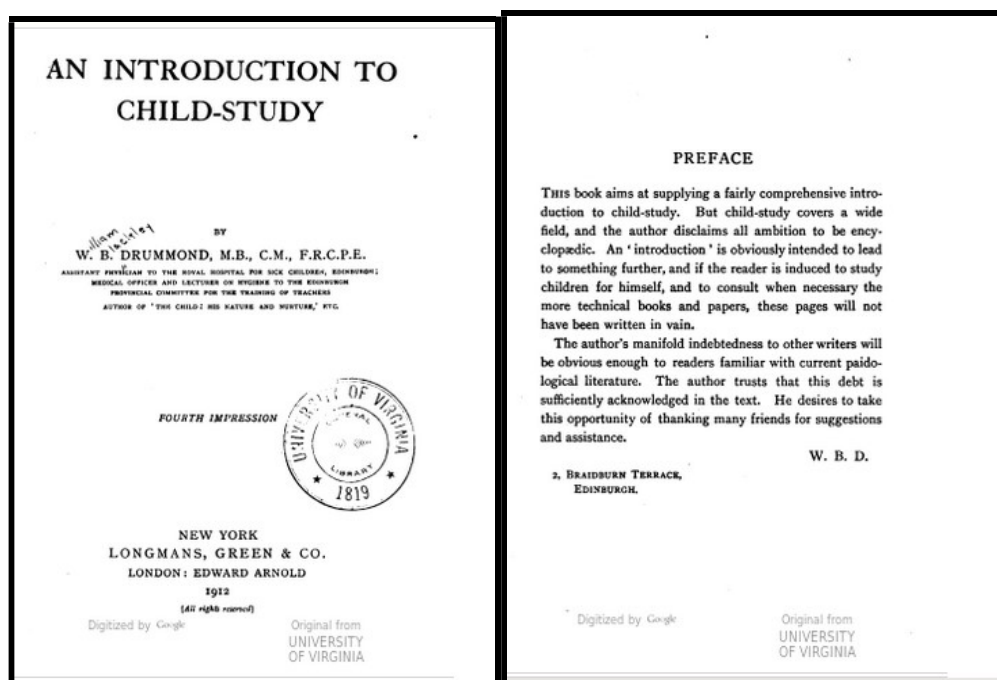 AN INTRODUCTION TO
CHILD-STUDY
William Blackley
BY
W. B. DRUMMOND, M.B., C.M., F.R.C.P.E.
ASSISTANT PHYSICIAN TO THE ROYAL HOSPITAL FOR SICK CHILDREN, EDINBURGH;
MEDICAL OFFICER AND LECTURER ON HYGIENE TO THE EDINBURGH
PROVINCIAL COMMITTEE FOR THE TRAINING OF TEACHERS
AUTHOR OF 'THE CHILD: HIS NATURE AND NURTURE,' ETC.
FOURTH IMPRESSION
UNIVERSITY OF VIRGINIA
GENERAL
LIBRARY
1819
NEW YORK
LONGMANS, GREEN & CO.
LONDON: EDWARD ARNOLD
1912
(All rights reserved)
Digitized by Google
Original from
UNIVERSITY
OF VIRGINIA
PREFACE
THIS book aims at supplying a fairly comprehensive intro-
duction to child-study. But child-study covers a wide
field, and the author disclaims all ambition to be ency-
clopædic. An 'introduction' is obviously intended to lead
to something further, and if the reader is induced to study
children for himself, and to consult when necessary the
more technical books and papers, these pages will not
have been written in vain.
The author's manifold indebtedness to other writers will
be obvious enough to readers familiar with current paido-
logical literature. The author trusts that this debt is
sufficiently acknowledged in the text. He desires to take
this opportunity of thanking many friends for suggestions
and assistance.
W. B. D.
2, BRAIDBURN TERRACE,
EDINBURGH.
Digitized by Google
Original from
UNIVERSITY
OF VIRGINIA